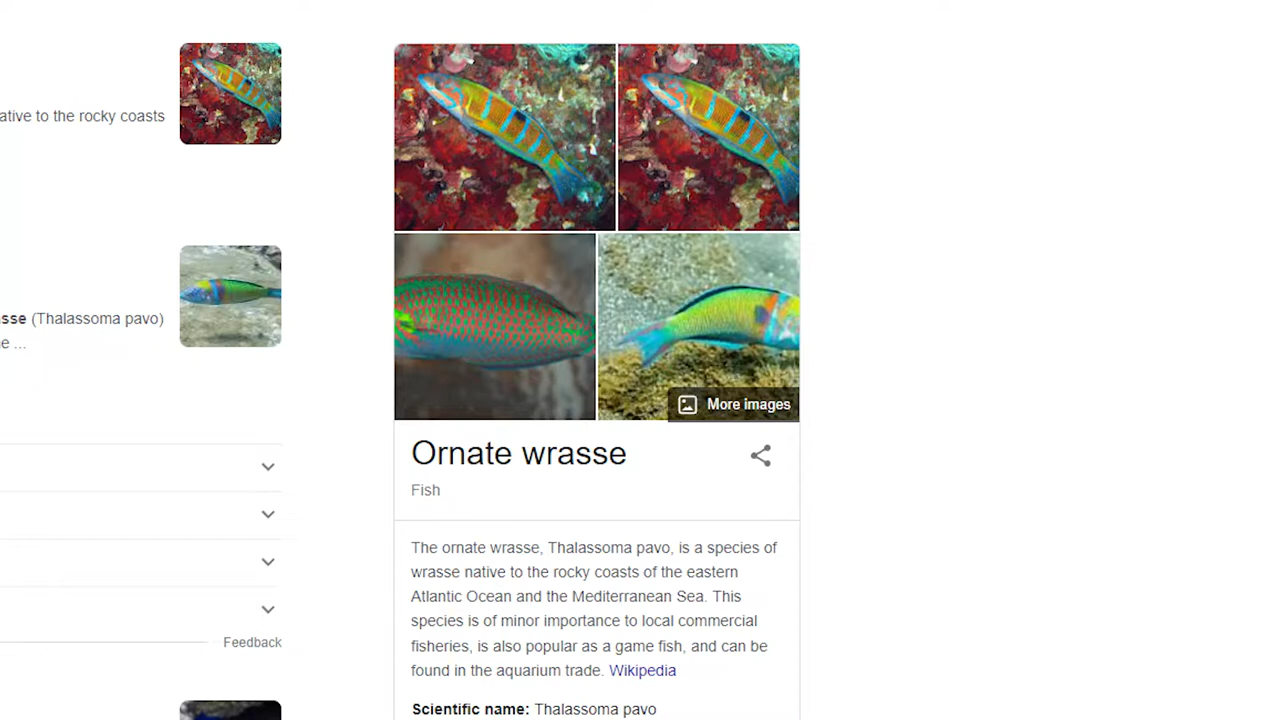 ative to the rocky coasts
sse (Thalassoma pavo)
e ...
Feedback
More images
Ornate wrasse
Fish
The ornate wrasse, Thalassoma pavo, is a species of
wrasse native to the rocky coasts of the eastern
Atlantic Ocean and the Mediterranean Sea. This
species is of minor importance to local commercial
fisheries, is also popular as a game fish, and can be
found in the aquarium trade. Wikipedia
Scientific name: Thalassoma pavo